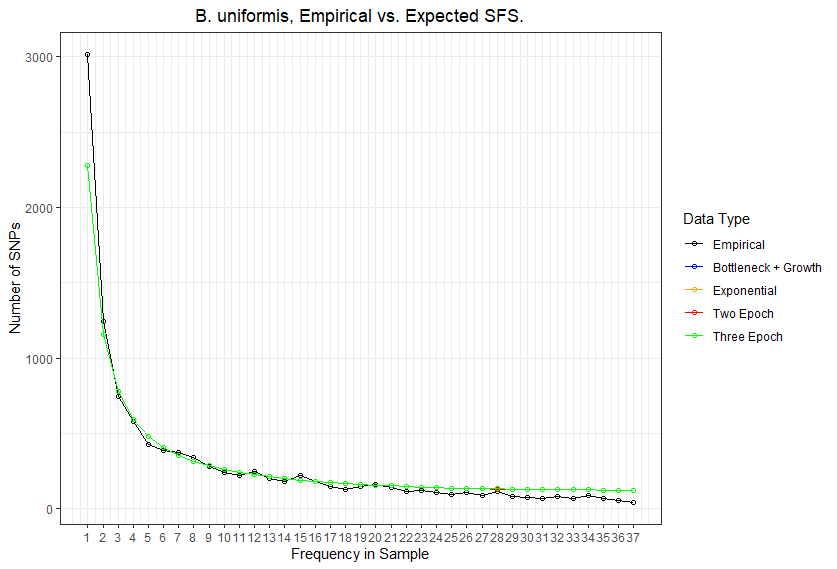 B. uniformis, Empirical vs. Expected SFS.
Number of SNPs
3000
2000
1000
0
1 2 3 4 5 6 7 8 9 10 11 12 13 14 15 16 17 18 19 20 21 22 23 24 25 26 27 28 29 30 31 32 33 34 35 36 37
Frequency in Sample
Data Type
Empirical
Bottleneck + Growth
Exponential
Two Epoch
Three Epoch